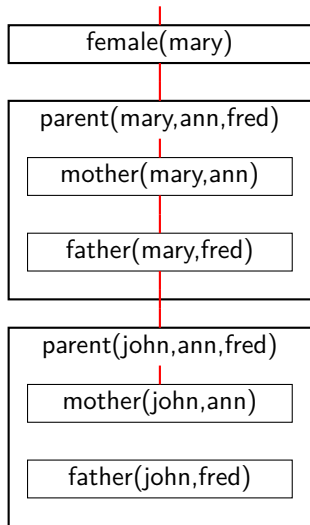 female(mary)
parent(mary,ann,fred)
mother(mary,ann)
father(mary,fred)
parent(john,ann,fred)
mother(john,ann)
father(john,fred)